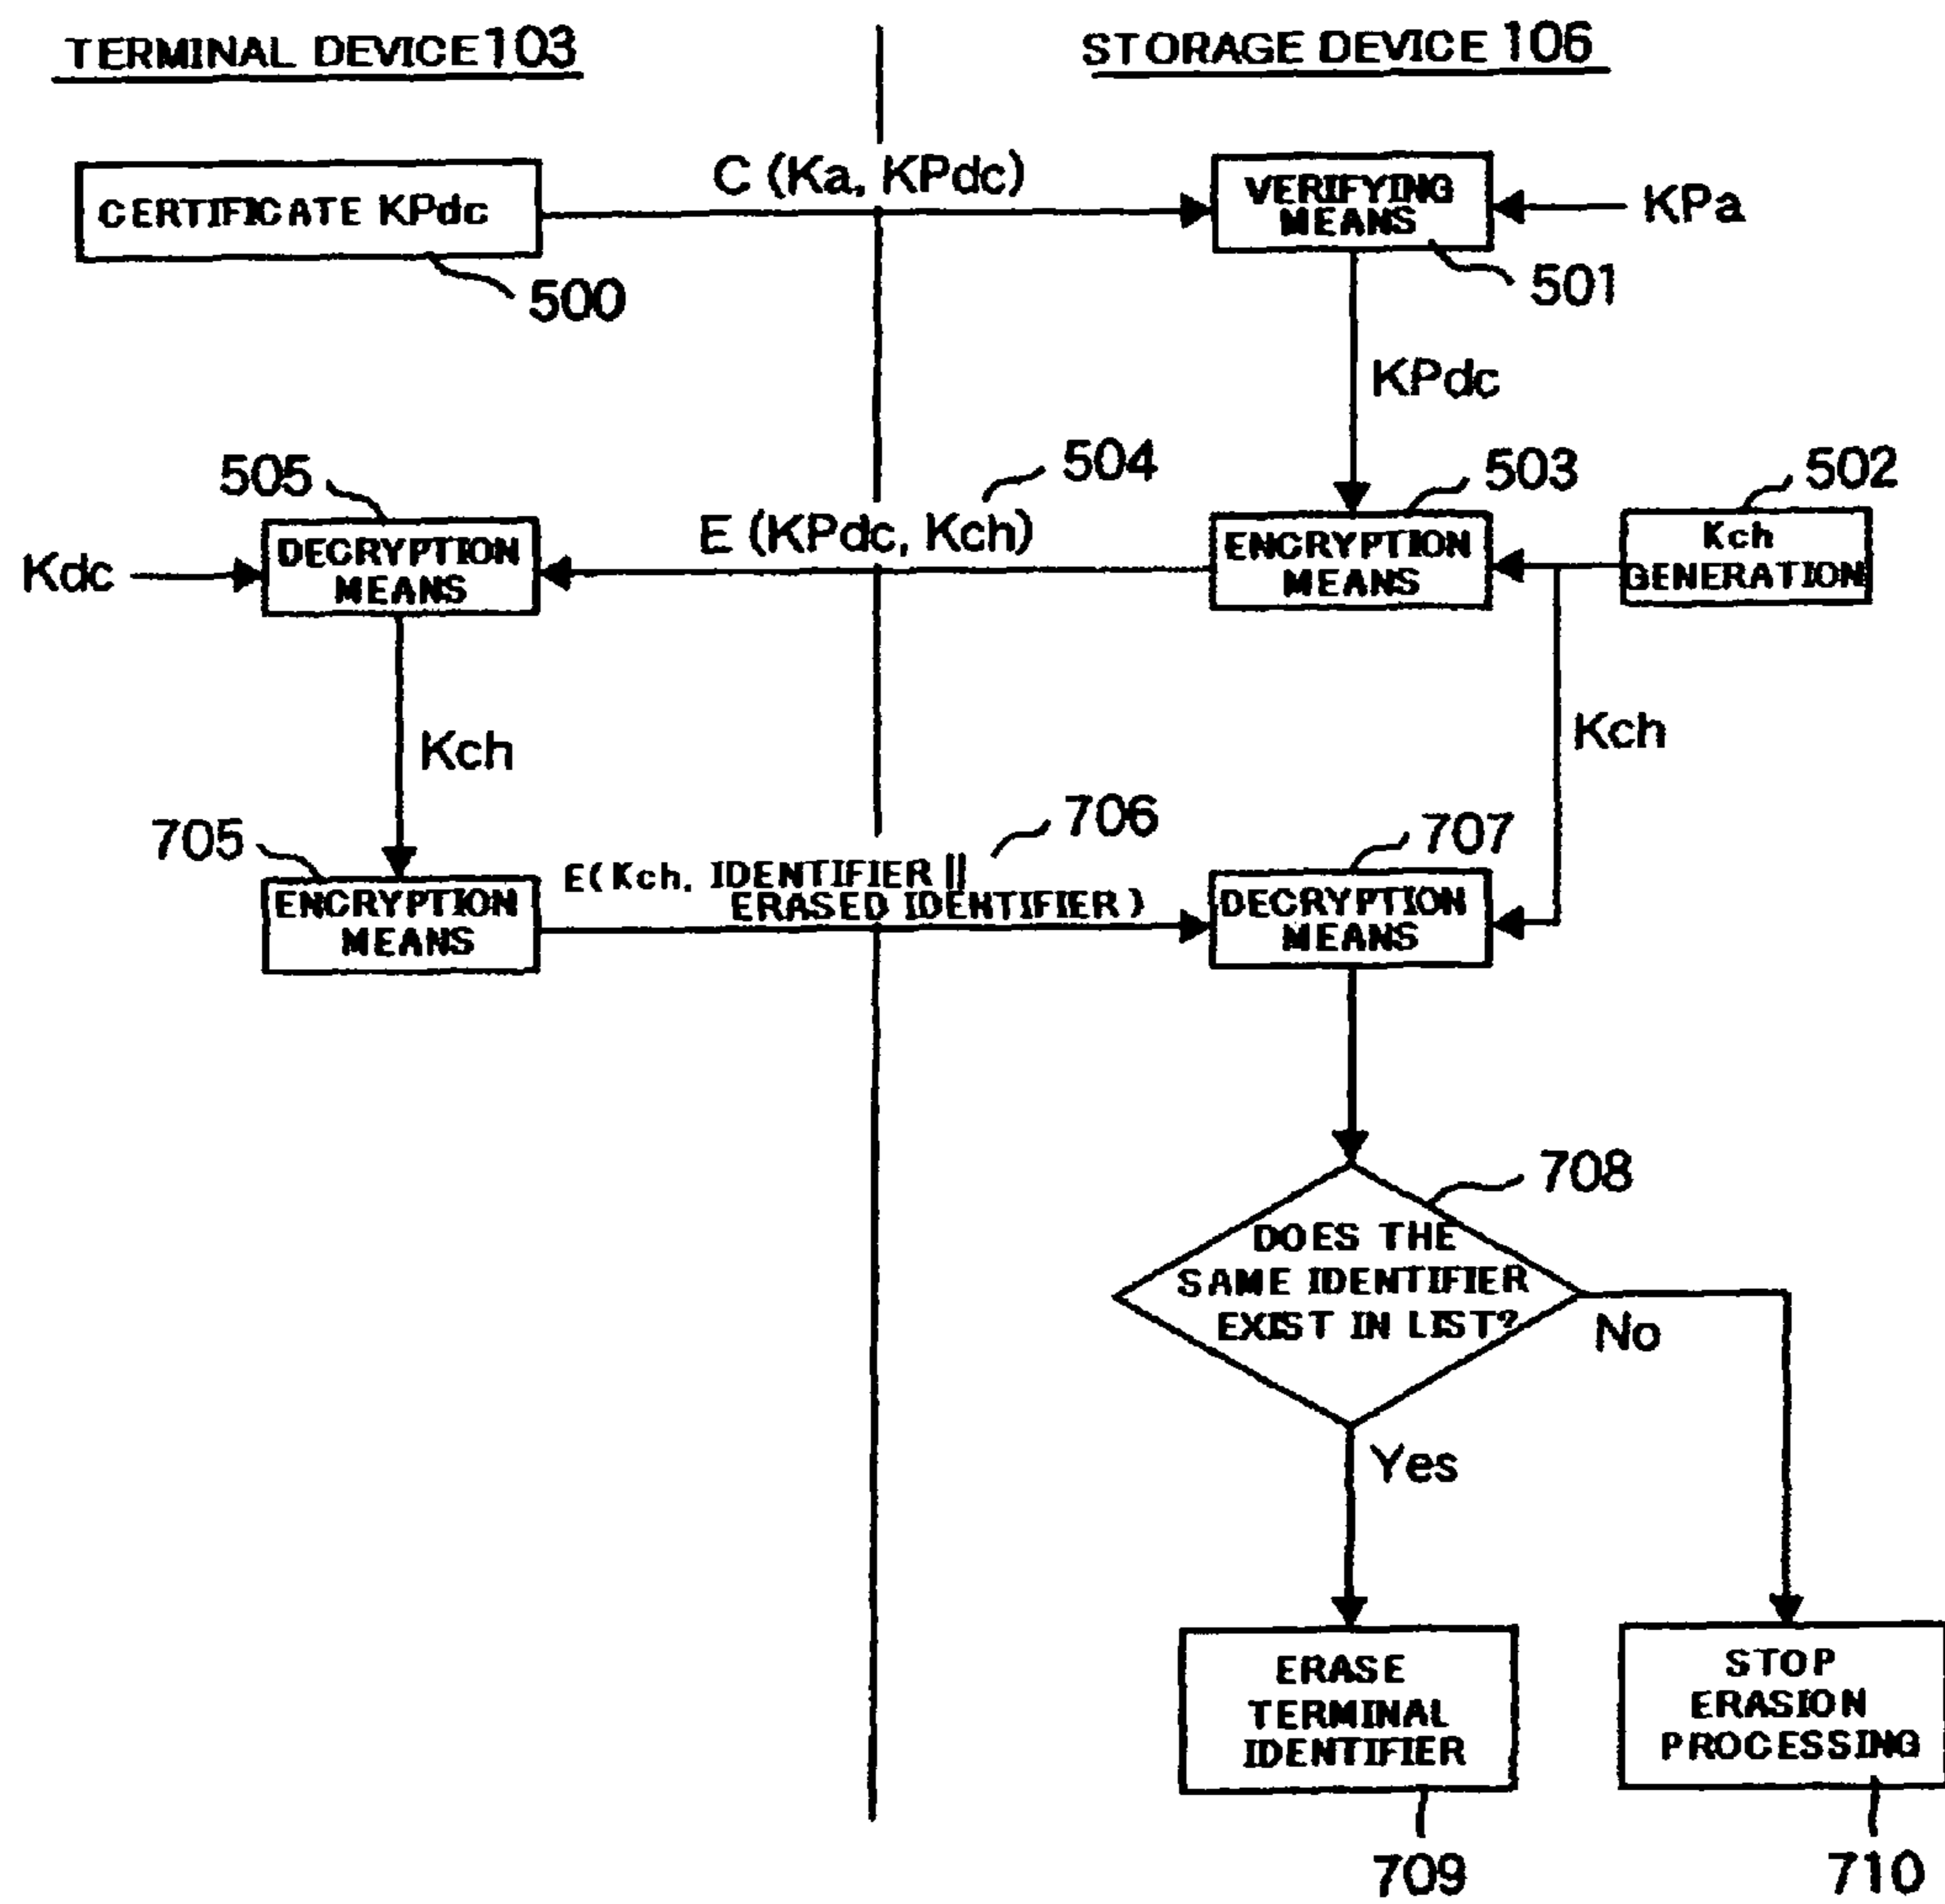 TERMINAL DEVICE 103
STORAGE DEVICE 106
CERTIFICATE KPdc
500
C (Ka, KPdc)
VERIFYING
MEANS
KPa
501
KPdc
505
504
503
502
Kdc
DECRYPTION
MEANS
E (KPdc, Kch)
ENCRYPTION
MEANS
Kch
GENERATION
Kch
Kch
705
706
707
ENCRYPTION
MEANS
E(Kch, IDENTIFIER ||
ERASED IDENTIFIER)
DECRYPTION
MEANS
708
DOES THE
SAME IDENTIFIER
EXIST IN LIST?
No
Yes
ERASE
TERMINAL
IDENTIFIER
STOP
ERASION
PROCESSING
709
710